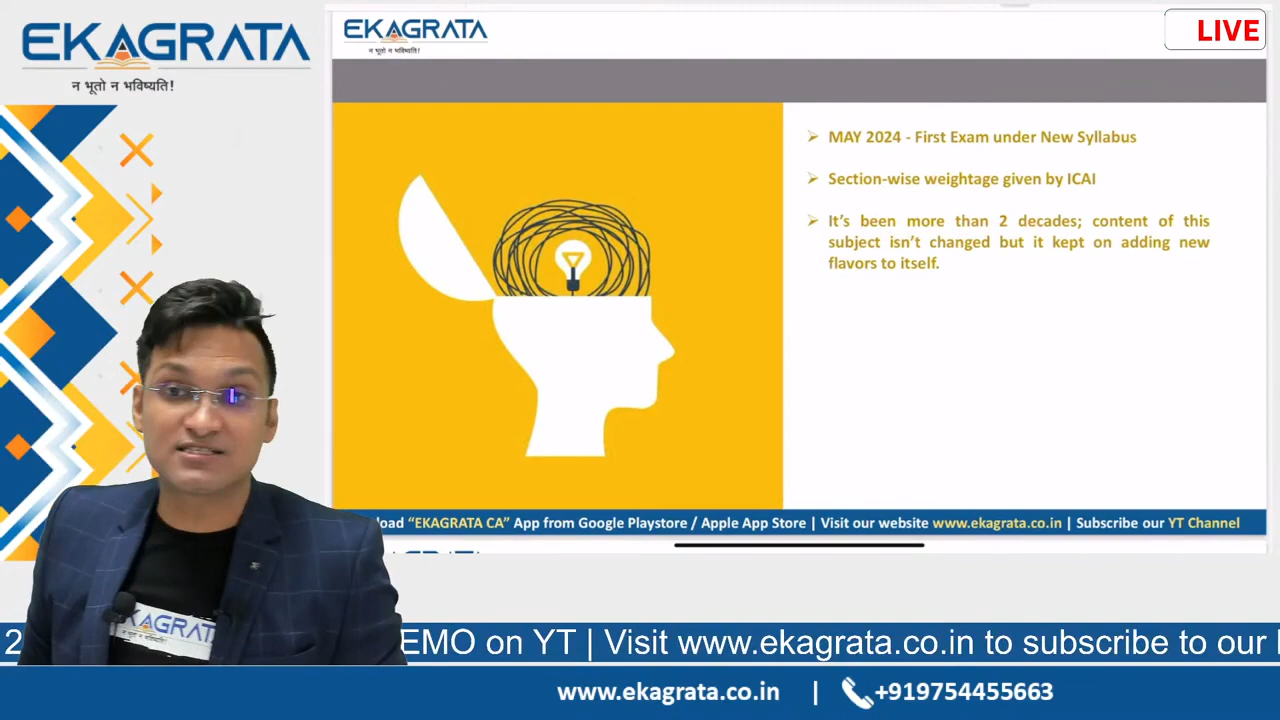 EKAGRATA
न भूतो न भविष्यति!
EKAGRATA
न भूतो न भविष्यति!
LIVE
➢ MAY 2024 - First Exam under New Syllabus
➢ Section-wise weightage given by ICAI
➢ It's been more than 2 decades; content of this
subject isn't changed but it kept on adding new
flavors to itself.
load “EKAGRATA CA” App from Google Playstore / Apple App Store | Visit our website www.ekagrata.co.in | Subscribe our YT Channel
KAGRATA
न भूतो न भविष्यति!
2 EMO on YT | Visit www.ekagrata.co.in to subscribe to our
www.ekagrata.co.in | +919754455663